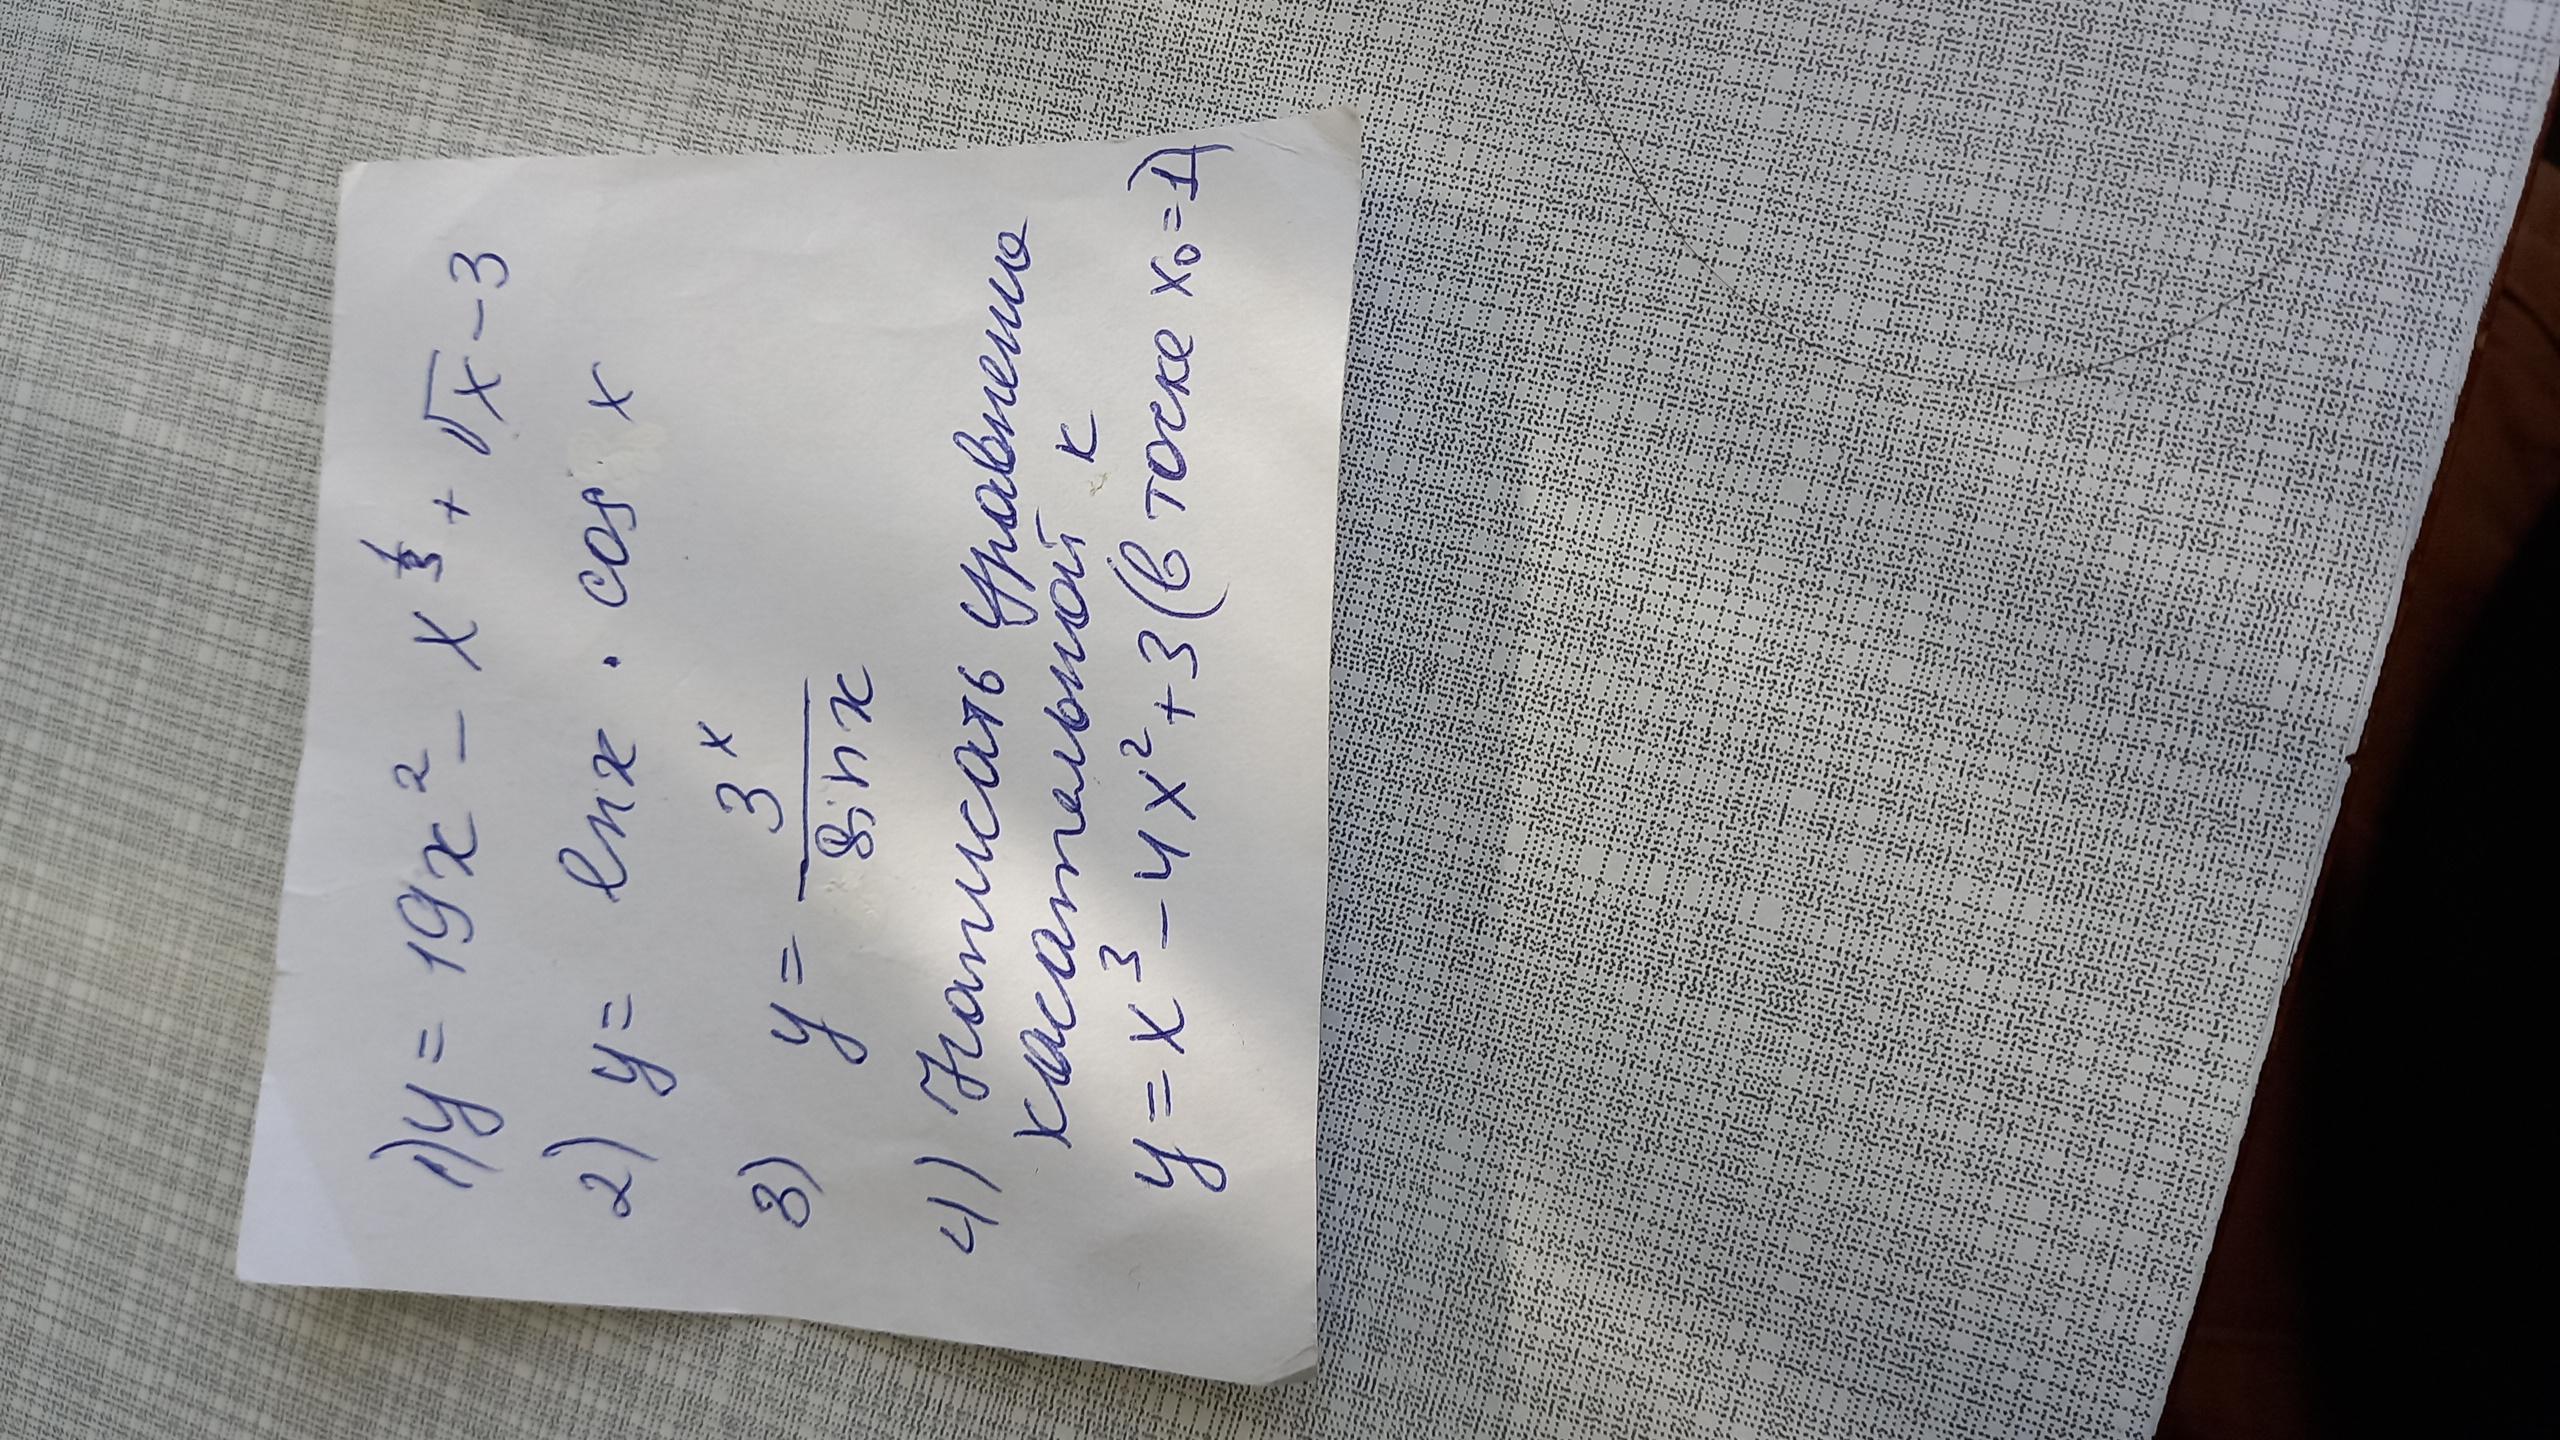 1) y = 19x² - x^⅓ + √x - 3
2) y = ln x · cos x
3) y = 3ˣ / sin x
4) Написать уравнение
касательной к
y = x³ - 4x² + 3 (в точке x₀ = 1)